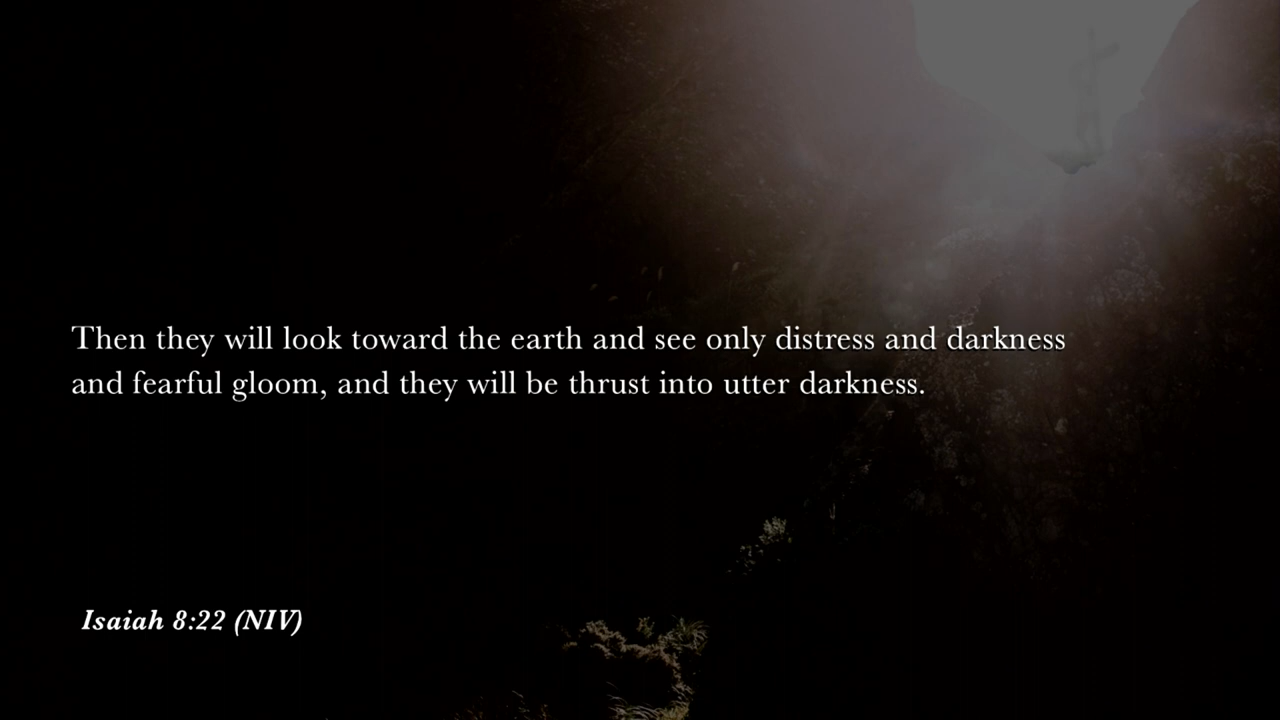 Then they will look toward the earth and see only distress and darkness
and fearful gloom, and they will be thrust into utter darkness.
Isaiah 8:22 (NIV)